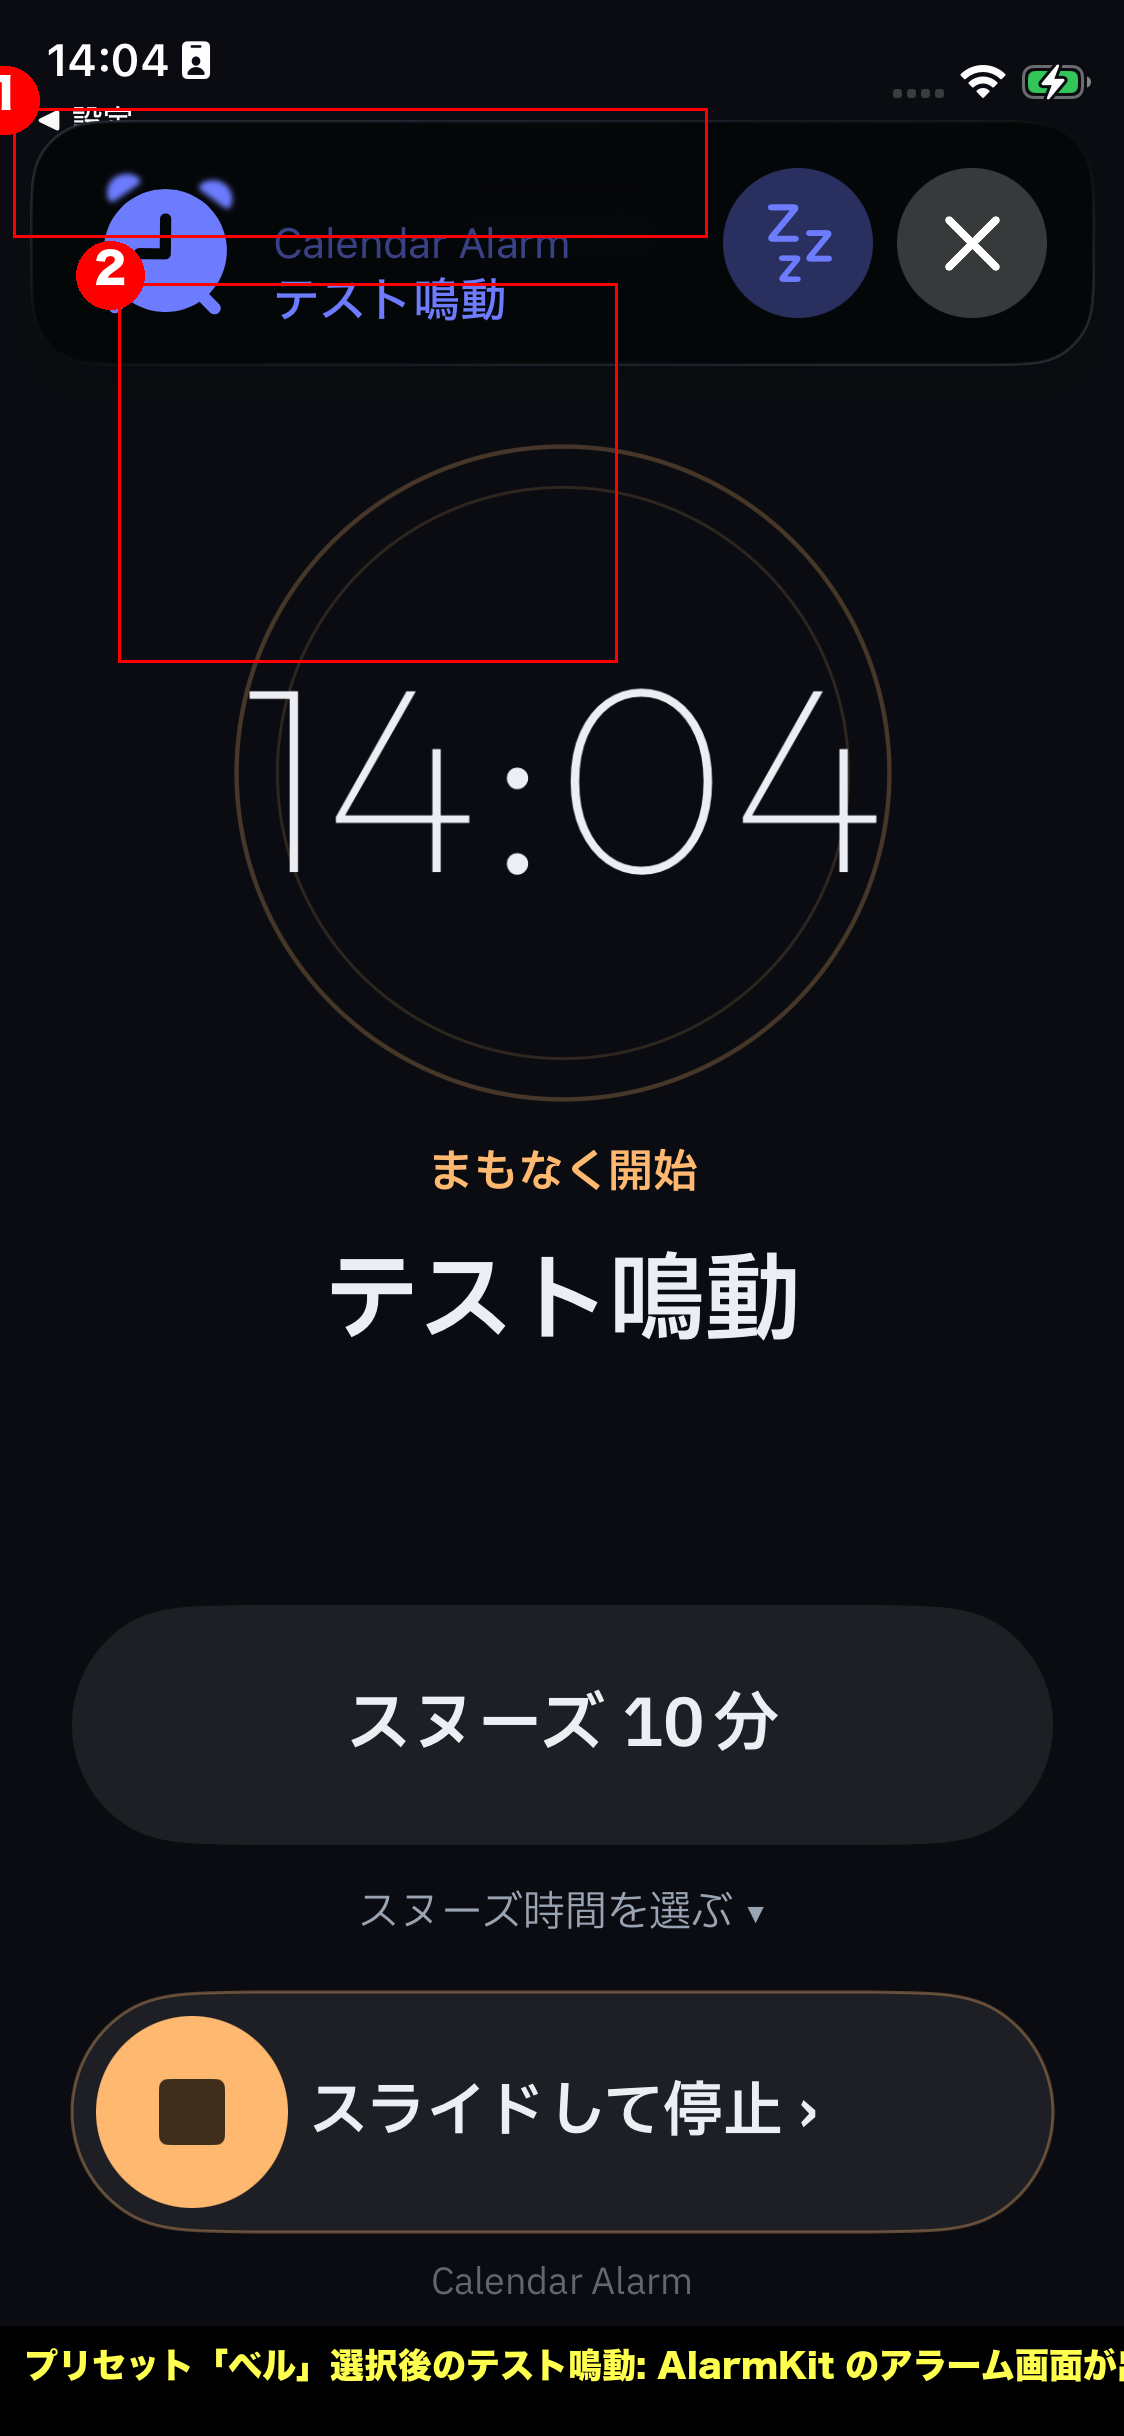 14:04
1
Calendar Alarm
2
テスト鳴動
14:04
まもなく開始
テスト鳴動
スヌーズ 10 分
スヌーズ時間を選ぶ ▾
スライドして停止 ›
Calendar Alarm
プリセット「ベル」選択後のテスト鳴動: AlarmKit のアラーム画面が